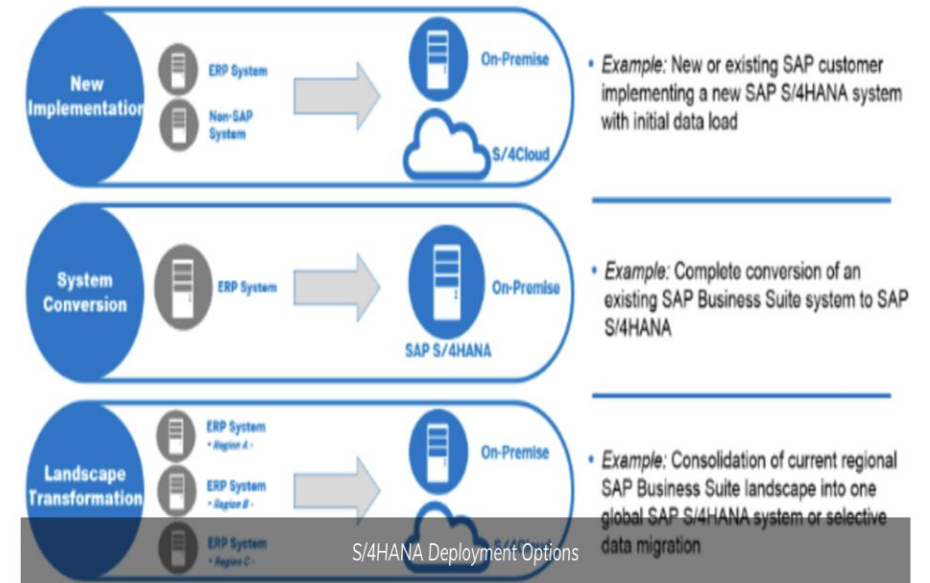 New
Implementation
ERP System
Non-SAP
System
On-Premise
S/4Cloud
• Example: New or existing SAP customer
implementing a new SAP S/4HANA system
with initial data load
System
Conversion
ERP System
On-Premise
SAP S/4HANA
• Example: Complete conversion of an
existing SAP Business Suite system to SAP
S/4HANA
Landscape
Transformation
ERP System
- Region A -
ERP System
- Region B -
ERP System
- Region C -
On-Premise
S/4Cloud
• Example: Consolidation of current regional
SAP Business Suite landscape into one
global SAP S/4HANA system or selective
data migration
S/4HANA Deployment Options